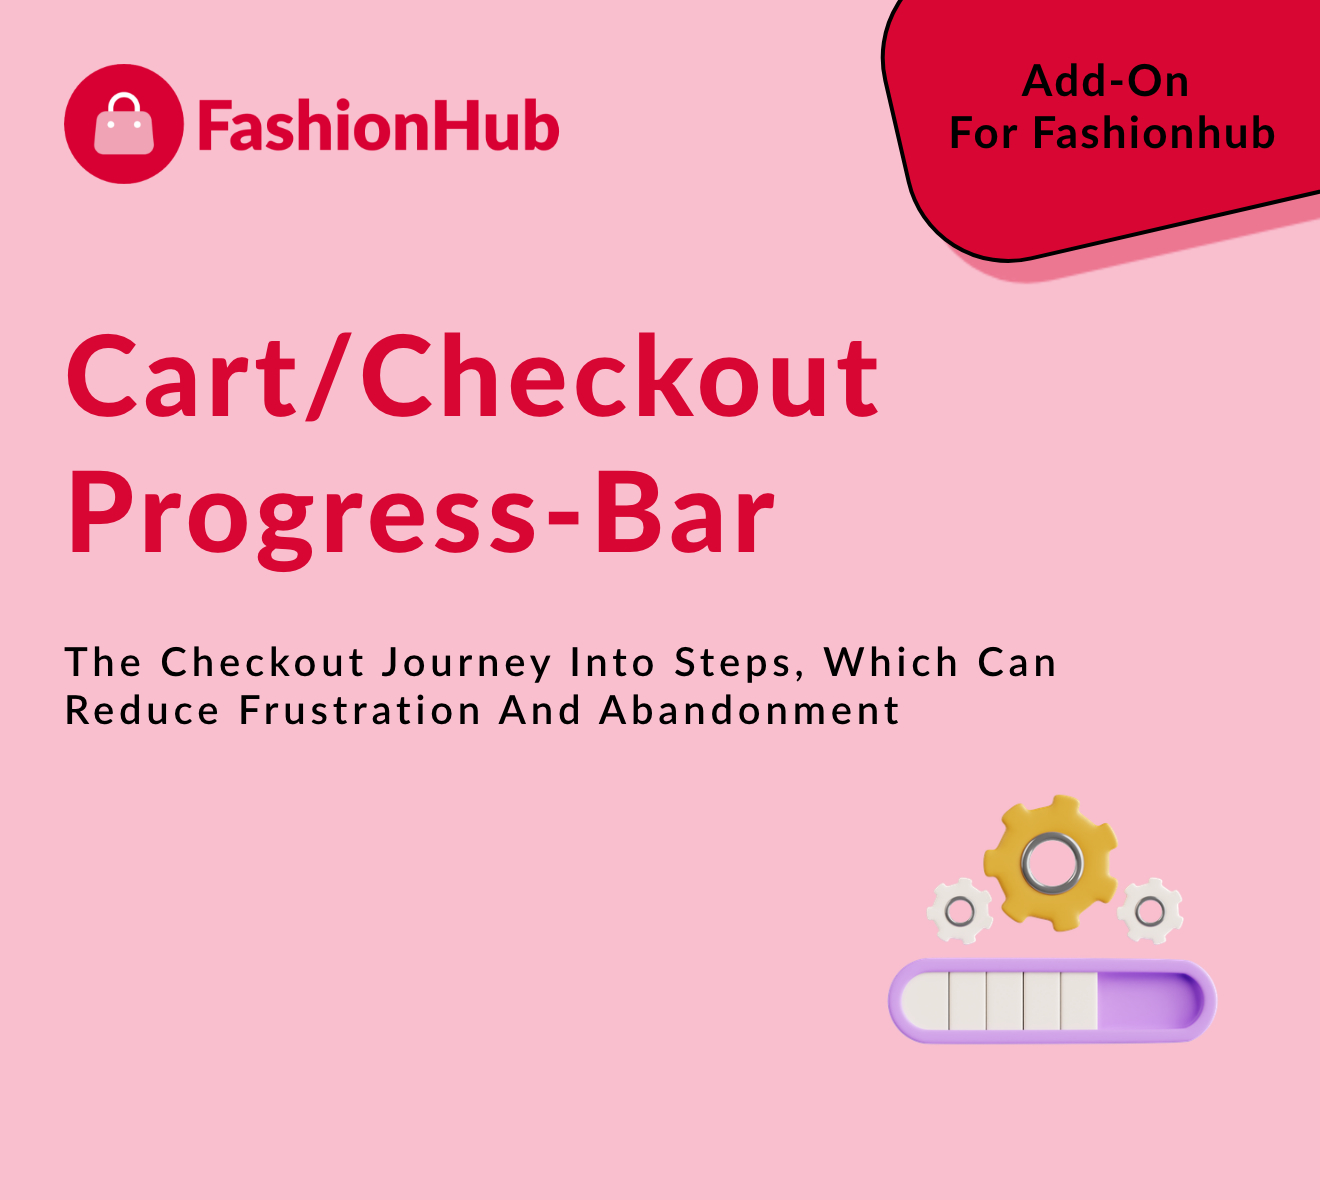 FashionHub
Add-On
For Fashionhub
Cart/Checkout
Progress-Bar
The Checkout Journey Into Steps, Which Can
Reduce Frustration And Abandonment